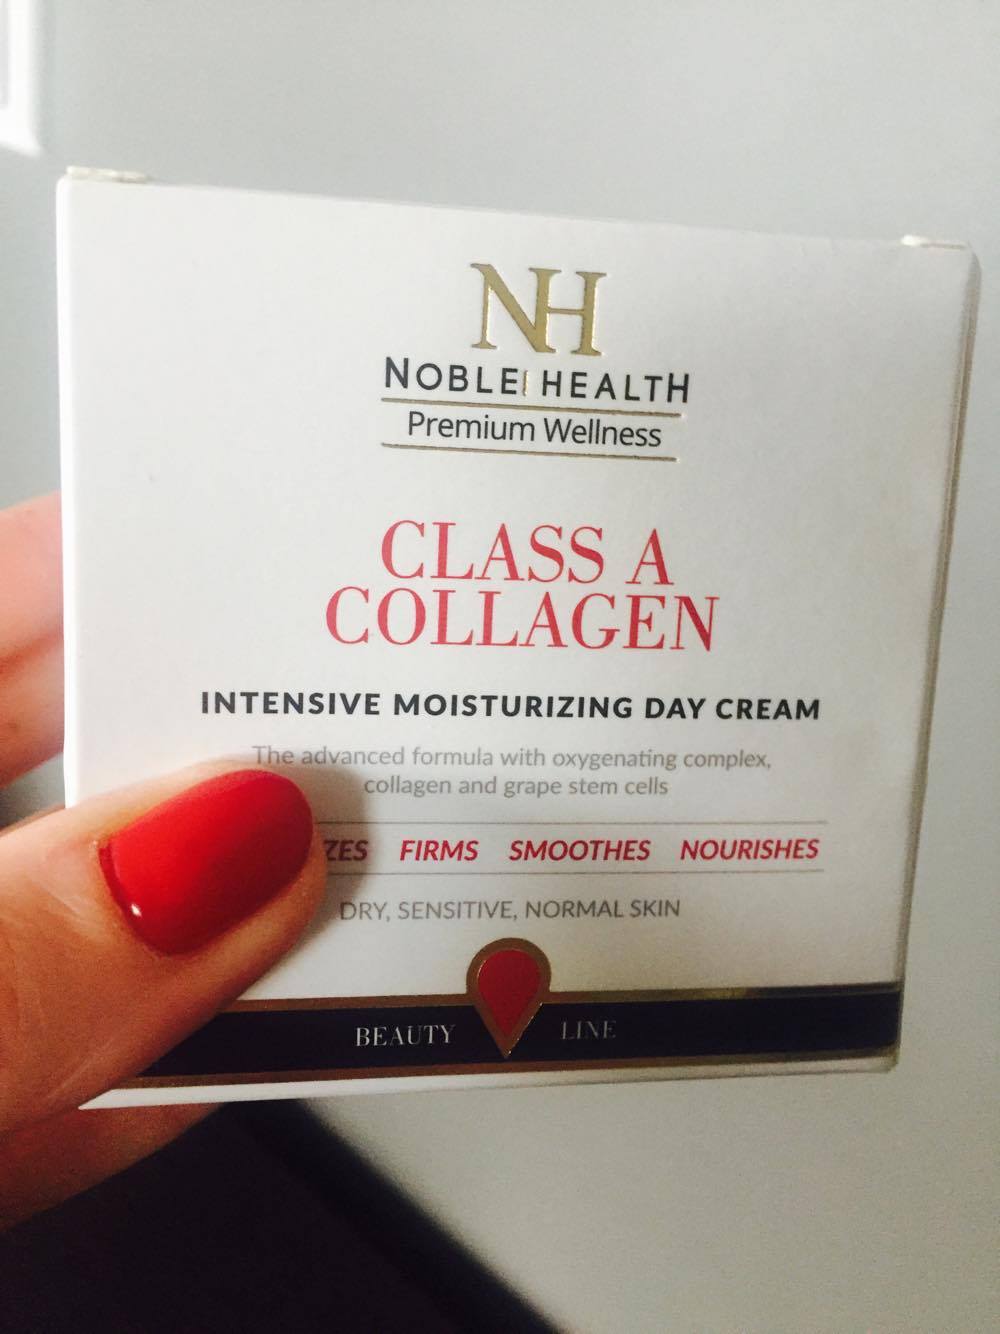 NH
NOBLE HEALTH
Premium Wellness
CLASS A
COLLAGEN
INTENSIVE MOISTURIZING DAY CREAM
The advanced formula with oxygenating complex,
collagen and grape stem cells
FIRMS SMOOTHES NOURISHES
DRY, SENSITIVE, NORMAL SKIN
BEAUTY LINE